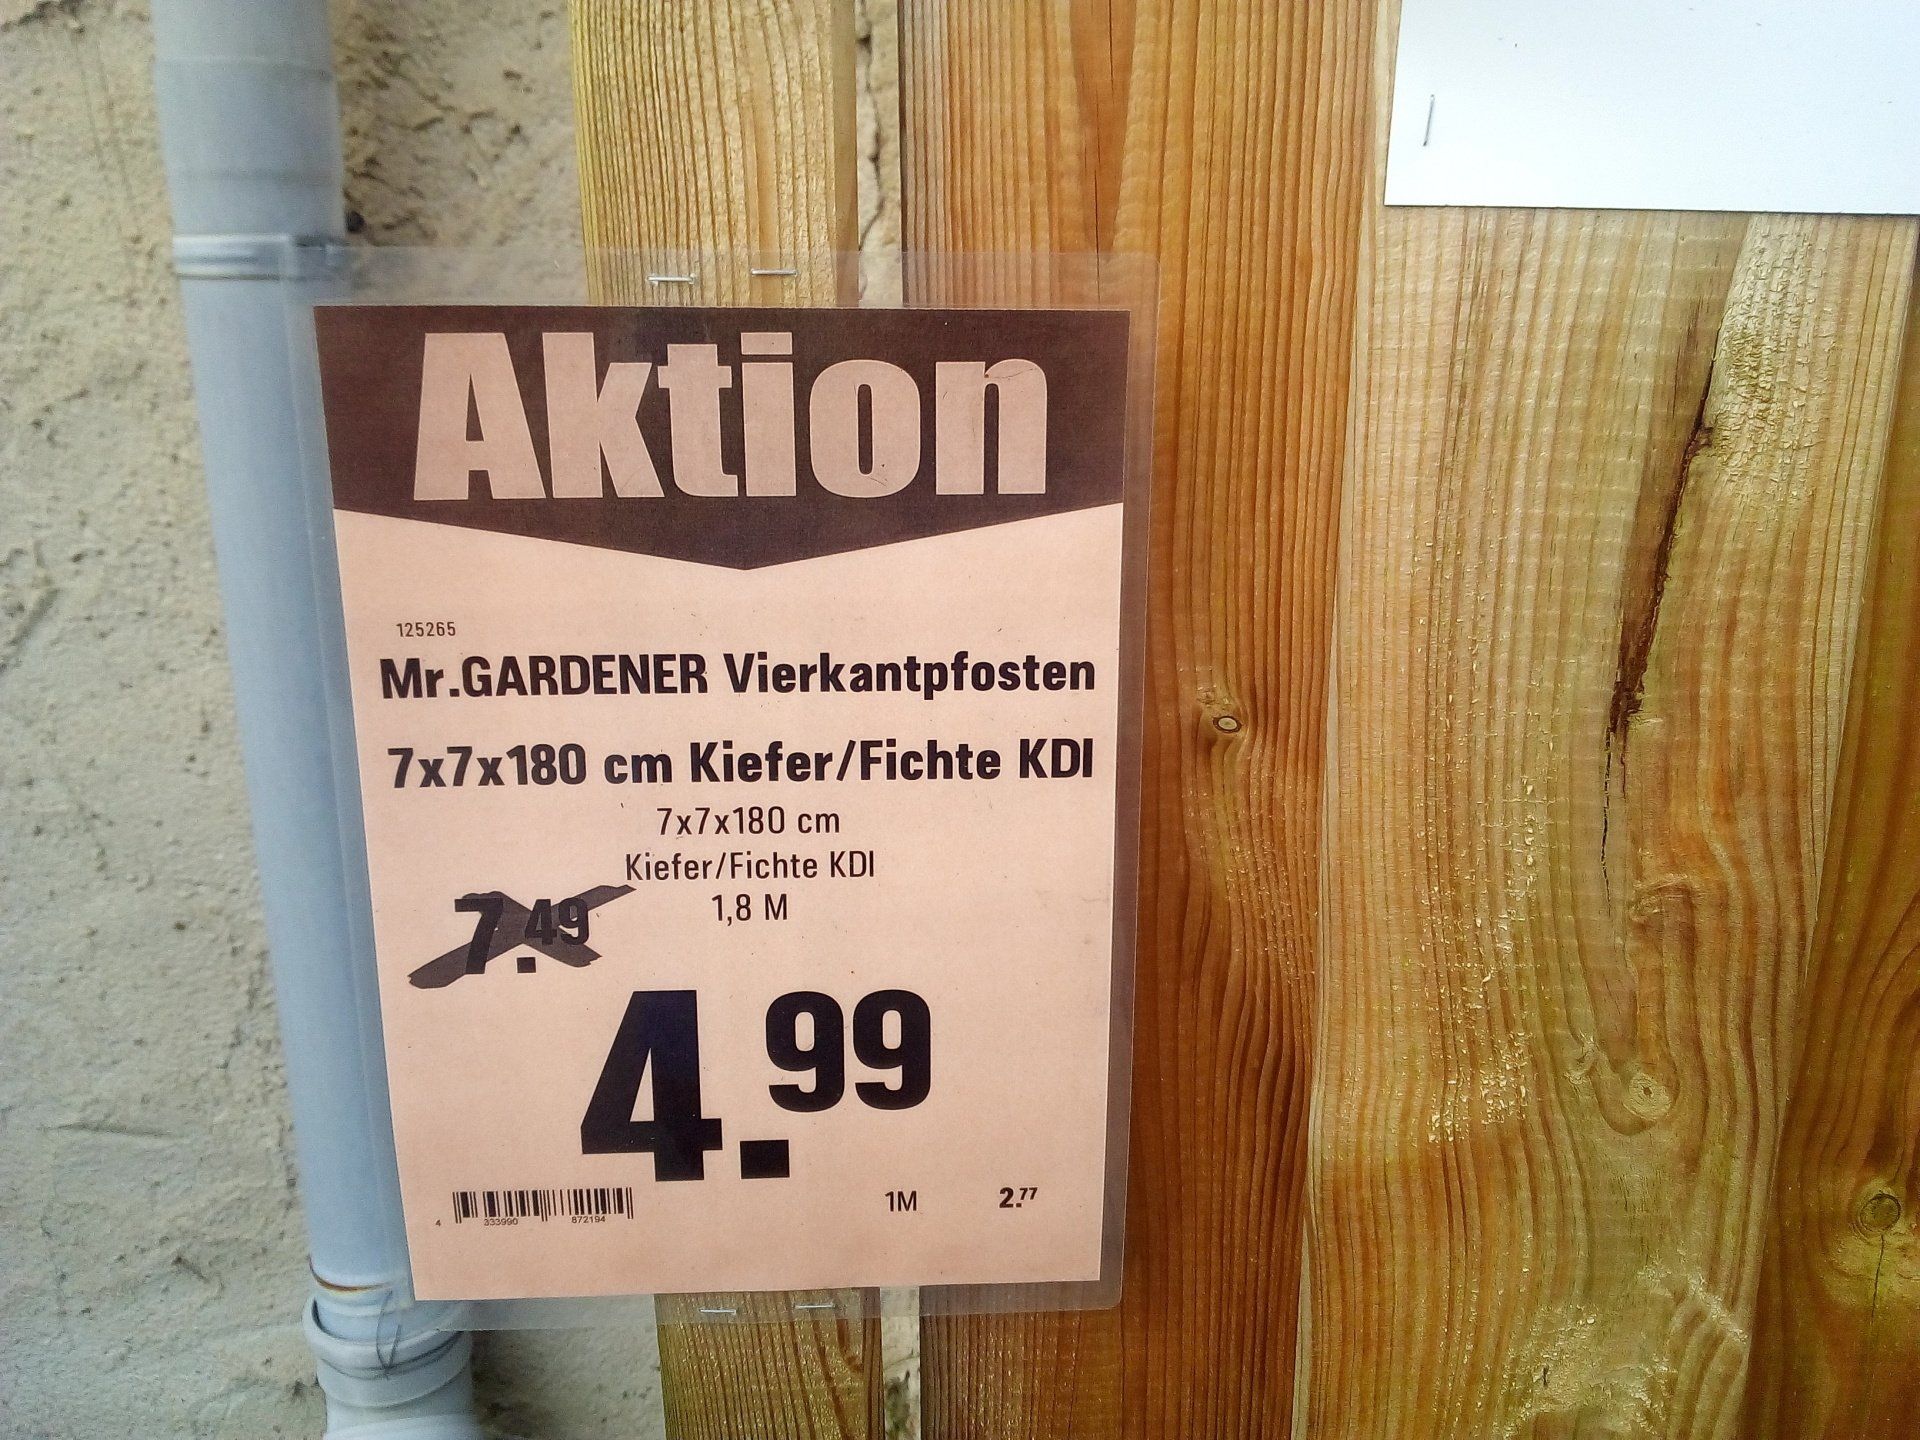 Aktion
125265
Mr.GARDENER Vierkantpfosten
7x7x180 cm Kiefer/Fichte KDI
7x7x180 cm
Kiefer/Fichte KDI
1,8 M
7.49
4.99
1M 2.77
4 333990 872194